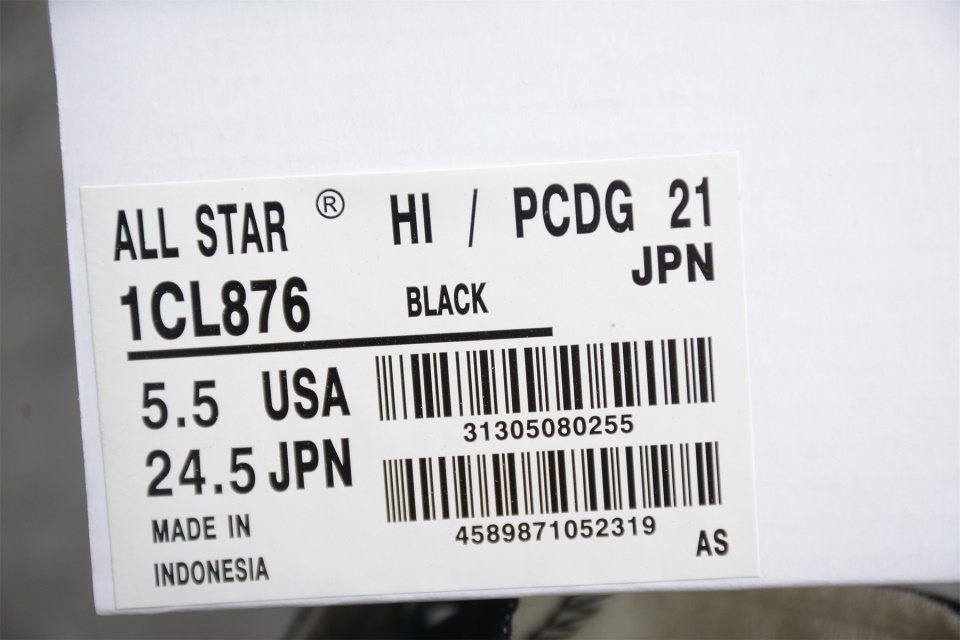 ALL STAR ® HI / PCDG 21
JPN
1CL876 BLACK
5.5 USA
31305080255
24.5 JPN
4589871052319
MADE IN
INDONESIA
AS